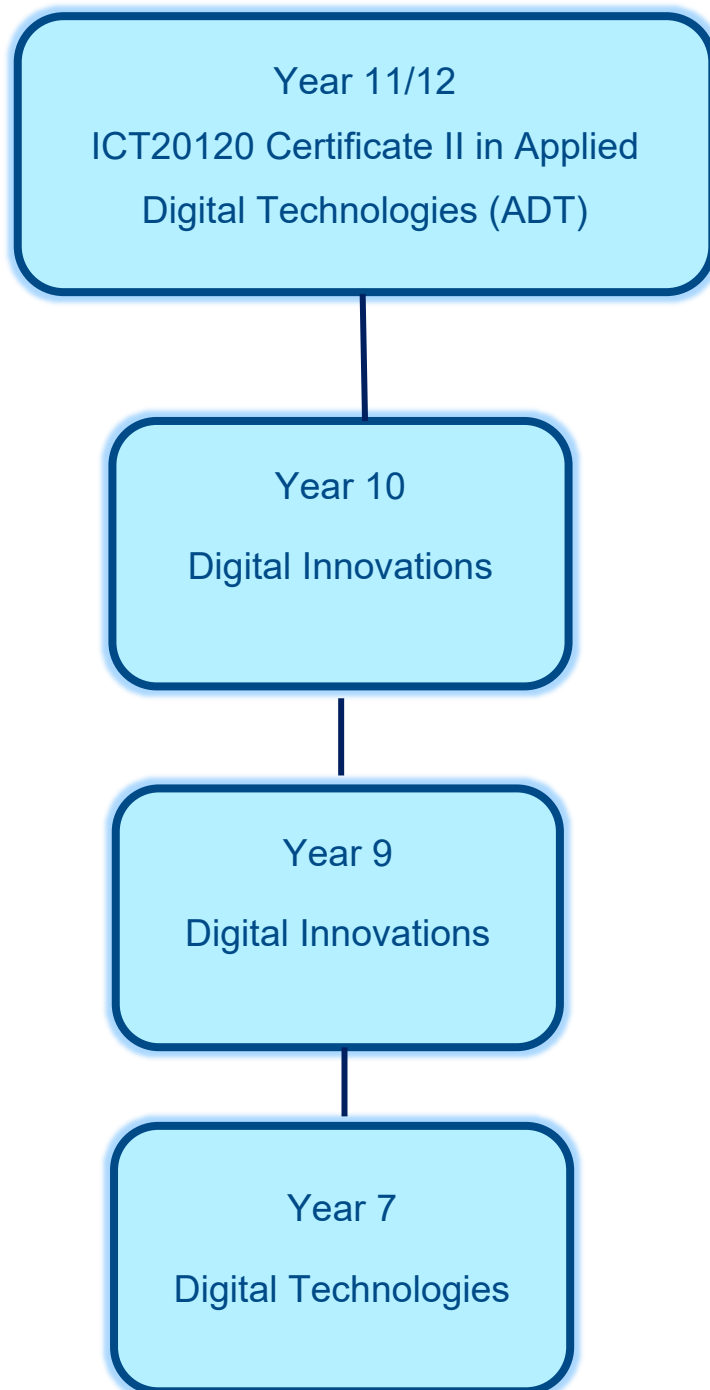 Year 11/12
ICT20120 Certificate II in Applied
Digital Technologies (ADT)
Year 10
Digital Innovations
Year 9
Digital Innovations
Year 7
Digital Technologies